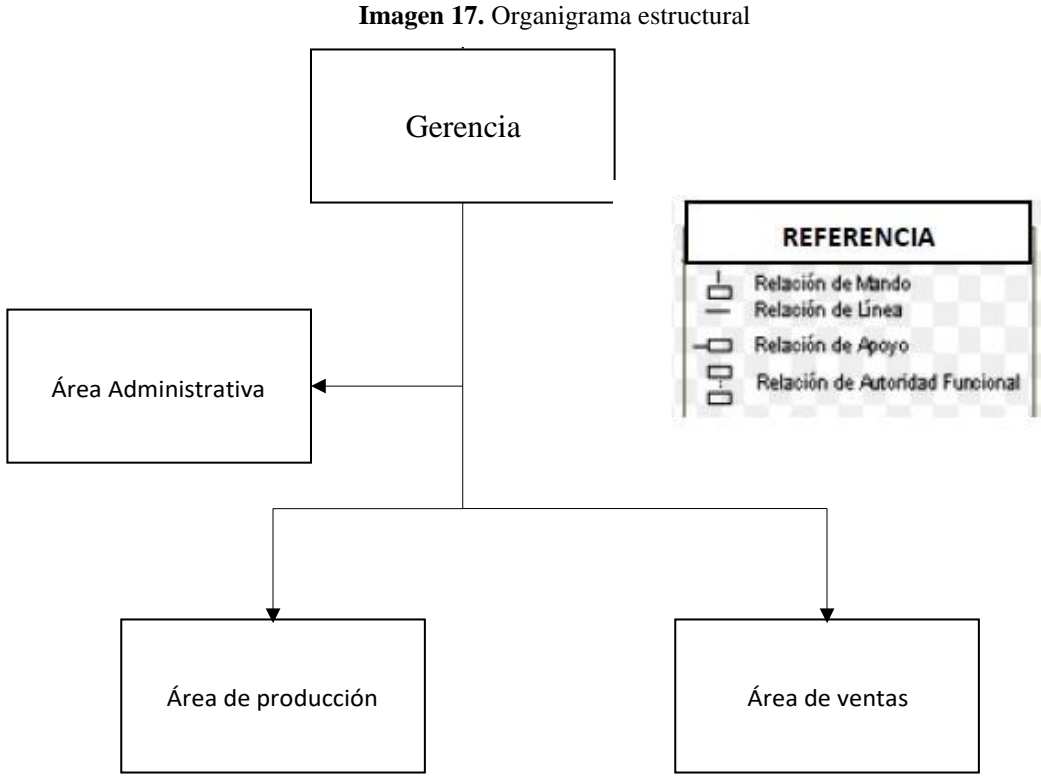 Imagen 17. Organigrama estructural
Gerencia
REFERENCIA
Relación de Mando
Relación de Línea
Relación de Apoyo
Relación de Autoridad Funcional
Área Administrativa
Área de producción
Área de ventas